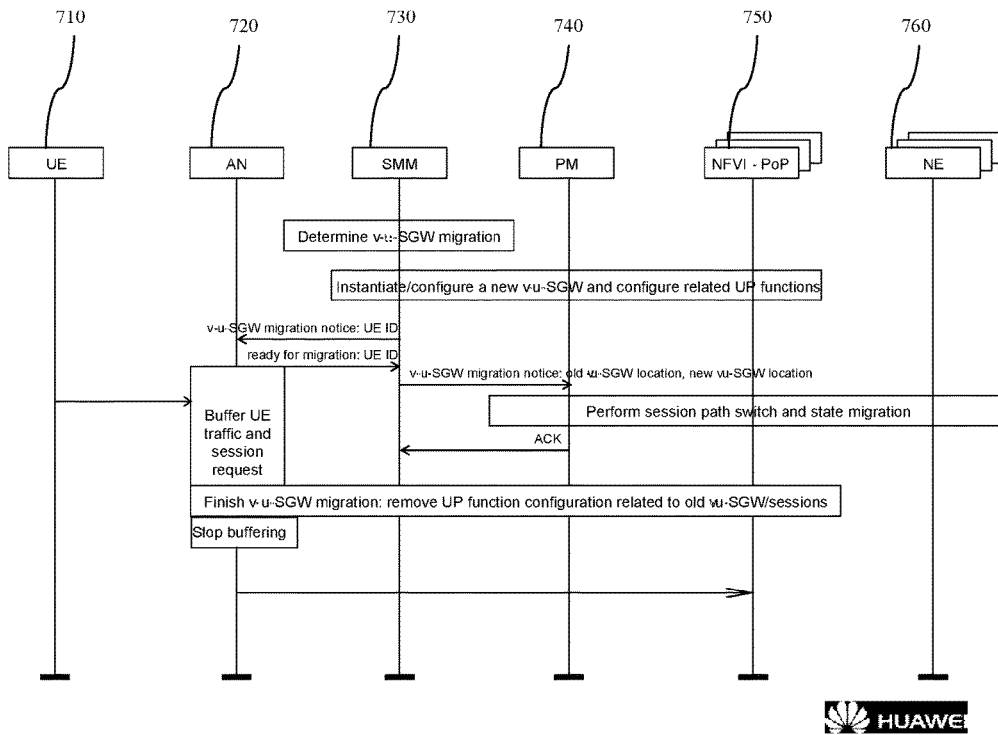 710
720
730
740
750
760
UE
AN
SMM
PM
NFVI - PoP
NE
Determine v-u-SGW migration
Instantiate/configure a new v-u-SGW and configure related UP functions
v-u-SGW migration notice: UE ID
ready for migration: UE ID
v-u-SGW migration notice: old vu-SGW location, new vu-SGW location
Buffer UE
traffic and
session
request
Perform session path switch and state migration
ACK
Finish v-u-SGW migration: remove UP function configuration related to old vu-SGW/sessions
Stop buffering
HUAWEI